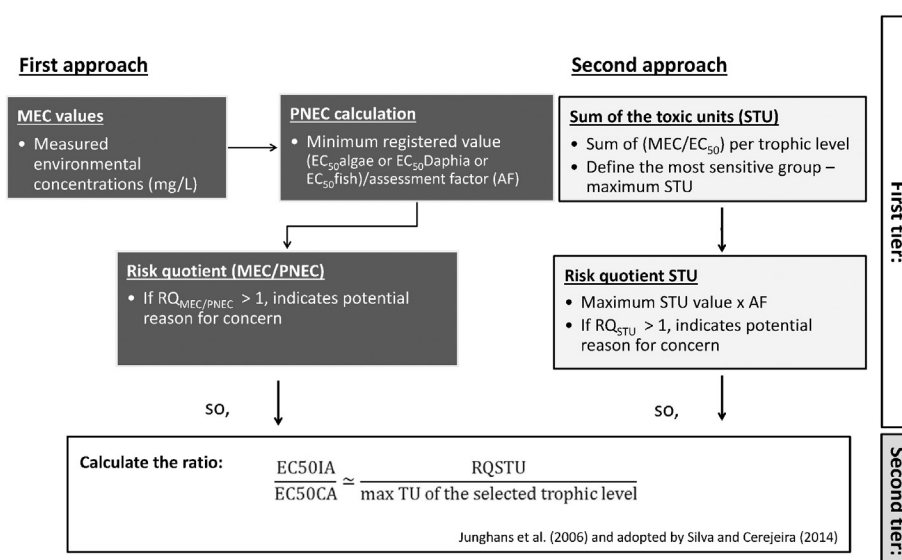 First approach
MEC values
• Measured
environmental
concentrations (mg/L)
PNEC calculation
• Minimum registered value
(EC50algae or EC50Daphia or
EC50fish)/assessment factor (AF)
Risk quotient (MEC/PNEC)
• If RQMEC/PNEC > 1, indicates potential
reason for concern
so,
Second approach
Sum of the toxic units (STU)
• Sum of (MEC/EC50) per trophic level
• Define the most sensitive group –
maximum STU
Risk quotient STU
• Maximum STU value x AF
• If RQSTU > 1, indicates potential
reason for concern
so,
First tier:
Calculate the ratio:
EC50IA
EC50CA
≃
RQSTU
max TU of the selected trophic level
Junghans et al. (2006) and adopted by Silva and Cerejeira (2014)
Second tier: